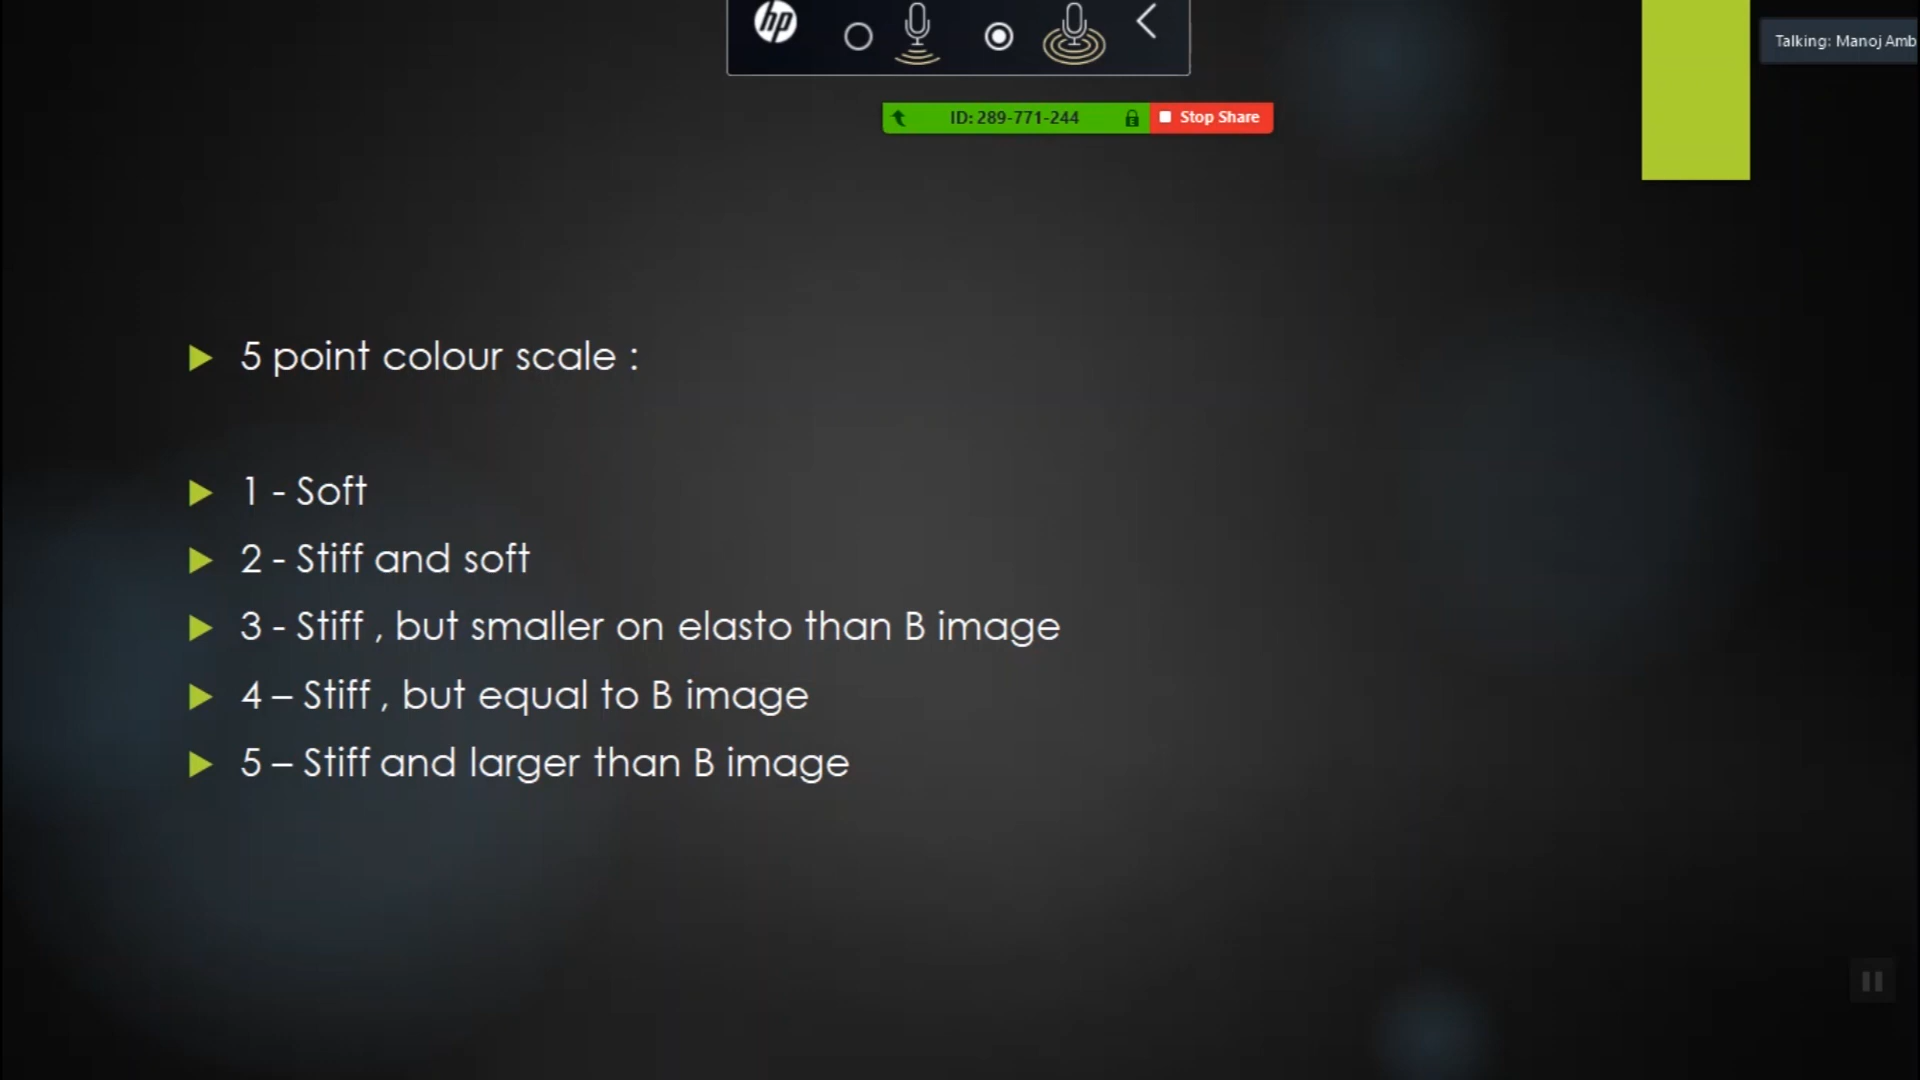 hp
Talking: Manoj Amb
ID: 289-771-244
Stop Share
5 point colour scale :
1 - Soft
2 - Stiff and soft
3 - Stiff , but smaller on elasto than B image
4 – Stiff , but equal to B image
5 – Stiff and larger than B image